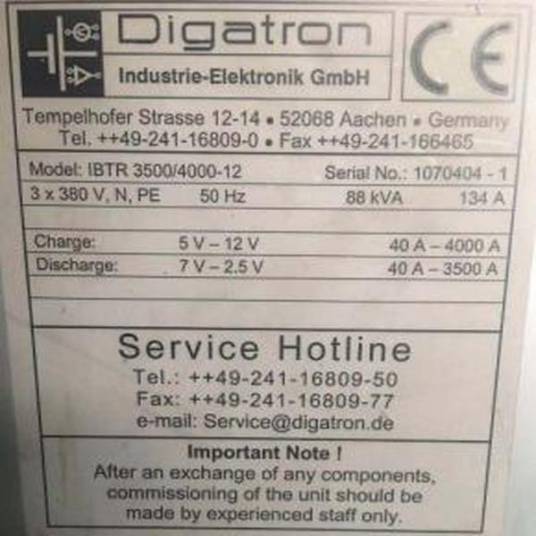 Digatron
Industrie-Elektronik GmbH
CE
Tempelhofer Strasse 12-14 • 52068 Aachen • Germany
Tel. ++49-241-16809-0 • Fax ++49-241-166465
Model: IBTR 3500/4000-12 Serial No.: 1070404 - 1
3 x 380 V, N, PE 50 Hz 88 kVA 134 A
Charge: 5 V – 12 V 40 A – 4000 A
Discharge: 7 V – 2.5 V 40 A – 3500 A
Service Hotline
Tel.: ++49-241-16809-50
Fax: ++49-241-16809-77
e-mail: Service@digatron.de
Important Note !
After an exchange of any components,
commissioning of the unit should be
made by experienced staff only.